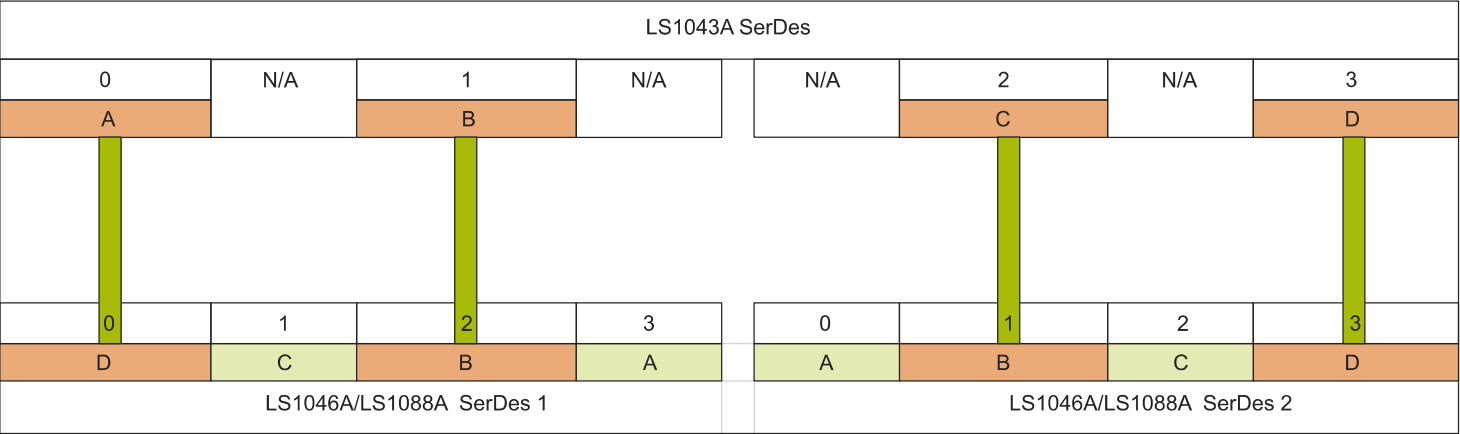 LS1043A SerDes
0 N/A 1 N/A N/A 2 N/A 3
A B C D
0 1 2 3 0 1 2 3
D C B A A B C D
LS1046A/LS1088A SerDes 1 LS1046A/LS1088A SerDes 2